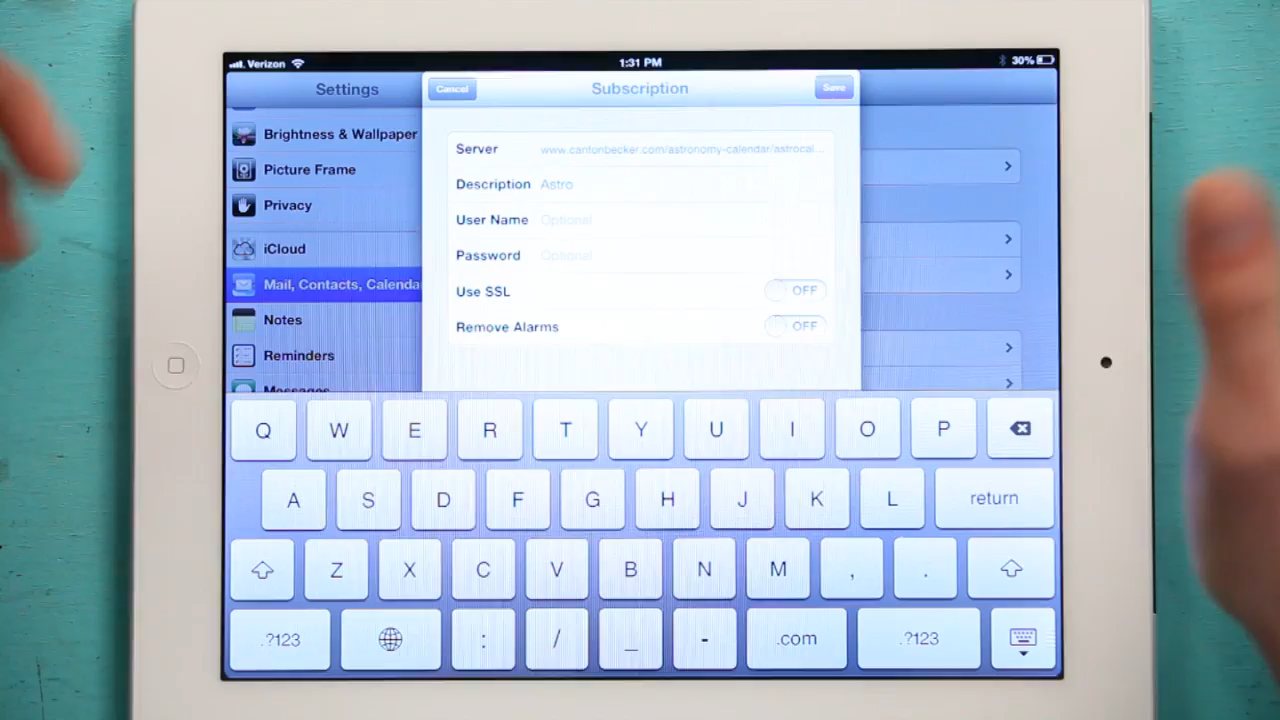 Verizon 1:31 PM 30%
Settings
Cancel Subscription Save
Brightness & Wallpaper
Picture Frame
Privacy
iCloud
Mail, Contacts, Calenda
Notes
Reminders
Messages
Server www.cantonbecker.com/astronomy-calendar/astrocal...
Description Astro
User Name Optional
Password Optional
Use SSL OFF
Remove Alarms OFF
Q W E R T Y U I O P
A S D F G H J K L return
Z X C V B N M , .
.?123 : / _ - .com .?123